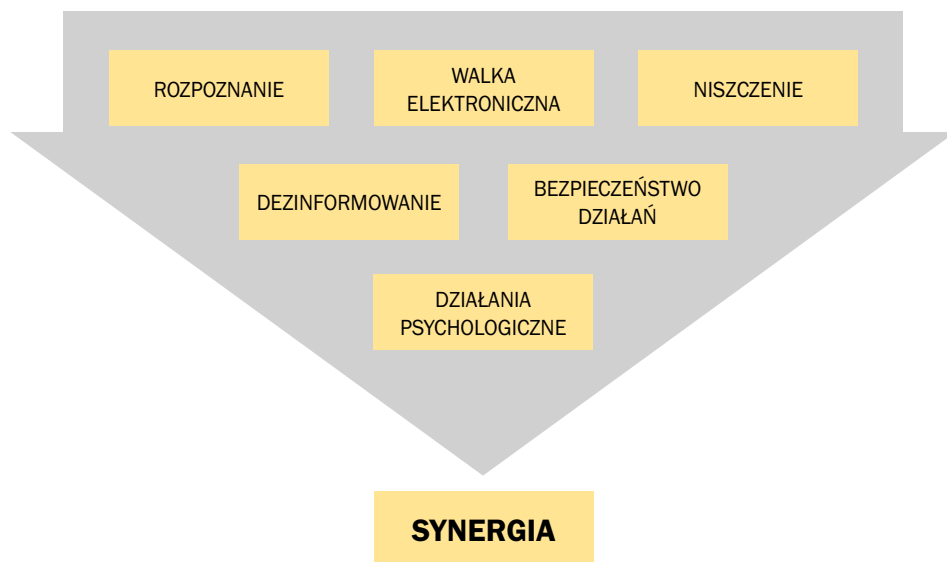 ROZPOZNANIE
WALKA
ELEKTRONICZNA
NISZCZENIE
DEZINFORMOWANIE
BEZPIECZEŃSTWO
DZIAŁAŃ
DZIAŁANIA
PSYCHOLOGICZNE
SYNERGIA